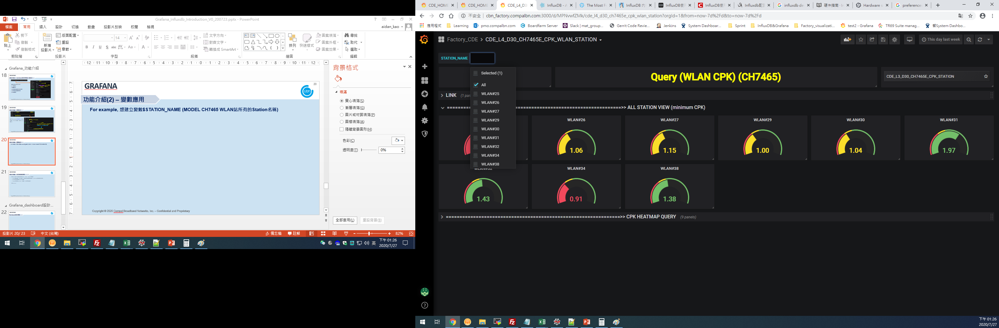 Grafana_Influxdb_Introduction_V0_200723.pptx - PowerPoint
檔案 常用 插入 設計 切換 動畫 投影片放映 校閱 檢視
aidan_kao
貼上
剪下
複製
複製格式
剪貼簿
新增
投影片
版面配置
重設
章節
投影片
14
B I U S abc AV Aa A
字型
文字方向
對齊文字
轉換成 SmartArt
段落
排列
快速樣式
圖案填滿
圖案外框
圖案效果
繪圖
尋找
取代
選取
編輯
Grafana_功能介紹
18
19
20
21
Grafana_dashboard設計...
22
GRAFANA
20
cbn
功能介紹(2) – 變數應用
For example, 想建立變數$STATION_NAME (MODEL CH7465 WLAN站所有的Station名稱)
Copyright © 2020 Compal Broadband Networks, Inc. – Confidential and Proprietary
背景格式
填滿
實心填滿(S)
漸層填滿(G)
圖片或材質填滿(P)
圖樣填滿(A)
隱藏背景圖形(H)
色彩(C)
透明度(T) 0%
全部套用(L) 重設背景(B)
投影片 20/ 23 中文 (台灣)
備忘稿 註解 82%
英
下午 01:26
2020/7/27
CDE_HOME
CDE_HOME
CDE_L4_D3
InfluxDB - A
The Most F
InfluxDB 內
InfluxDB使用
InfluxDB使
Influxdb配置
influxdb de
硬件指南 - In
Hardware s
preference
不安全 | cbn_factory.compalbn.com:3000/d/MPNvwfZMk/cde_l4_d30_ch7465e_cpk_wlan_station?orgId=1&from=now-7d%2Fd&to=now-7d%2Fd
應用程式 Learning pmo.compalbn.com Boardfarm Server Slack | mat_group... Gerrit Code Revie... Jenkins System Dashboar... Sprint InfluxDB&Grafana Factory_visualizati... test2 - Grafana TR69 Suite manag... 暫System Dashbo...
Factory_CDE > CDE_L4_D30_CH7465E_CPK_WLAN_STATION
This day last week
STATION_NAME
Selected (1)
All
WLAN#25
WLAN#26
WLAN#27
WLAN#29
WLAN#30
WLAN#31
WLAN#32
WLAN#34
WLAN#38
Query (WLAN CPK) (CH7465)
CDE_L3_D30_CH7465E_CPK_STATION
LINK (1 pan
>> ALL STATION VIEW (minimum CPK)
WLAN#26 WLAN#27 WLAN#29 WLAN#30 WLAN#31
1.06 1.15 1.00 1.04 1.97
WLAN#32 WLAN#34 WLAN#38
1.43 0.91 1.38
>> CPK HEATMAP QUERY (9 panels)
下午 01:26
2020/7/27